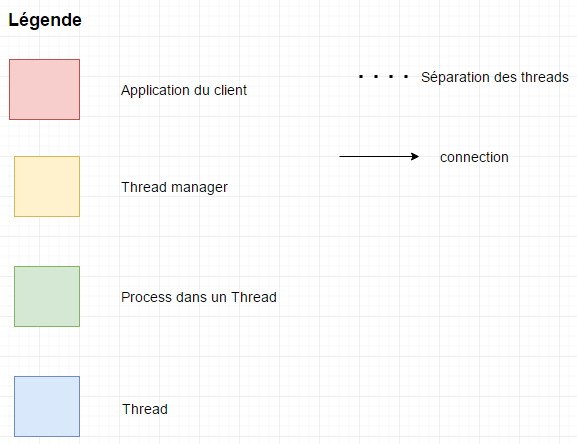 Légende
Application du client
Séparation des threads
connection
Thread manager
Process dans un Thread
Thread